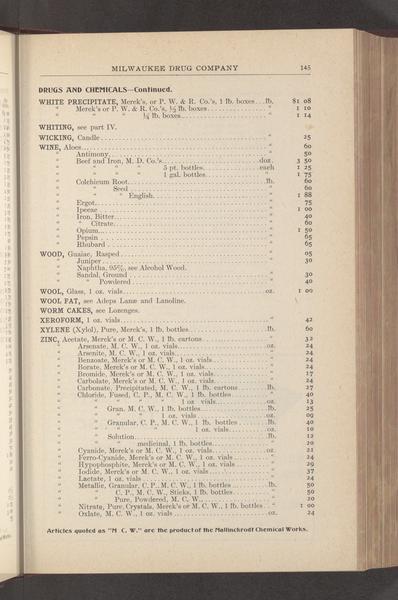 MILWAUKEE DRUG COMPANY 145
DRUGS AND CHEMICALS—Continued.
WHITE PRECIPITATE, Merck's, or P. W. & R. Co.'s, 1 lb. boxes...lb. $1 08
" Merck's or P. W. & R. Co.'s, ½ lb. boxes..." 1 10
" " " ¼ lb. boxes..." 1 14
WHITING, see part IV.
WICKING, Candle..." 25
WINE, Aloes..." 60
" Antimony..." 50
" Beef and Iron, M. D. Co.'s...doz. 3 50
" " " " 5 pt. bottles...each 1 25
" " " " 1 gal. bottles..." 1 75
" Colchicum Root...lb. 60
" " Seed..." 60
" " " English..." 1 88
" Ergot..." 75
" Ipecac..." 1 00
" Iron, Bitter..." 40
" " Citrate..." 60
" Opium..." 1 50
" Pepsin..." 65
" Rhubard..." 65
WOOD, Guaiac, Rasped..." 05
" Juniper..." 30
" Naphtha, 95%, see Alcohol Wood.
" Sandal, Ground..." 30
" " Powdered..." 40
WOOL, Glass, 1 oz. vials...oz. 1 00
WOOL FAT, see Adeps Lanæ and Lanoline.
WORM CAKES, see Lozenges.
XEROFORM, 1 oz. vials..." 42
XYLENE (Xylol), Pure, Merck's, 1 lb. bottles...lb. 60
ZINC, Acetate, Merck's or M. C. W., 1 lb. cartons..." 32
" Arsenate, M. C. W., 1 oz. vials...oz. 24
" Arsenite, M. C. W., 1 oz. vials..." 24
" Benzoate, Merck's or M. C. W., 1 oz. vials..." 24
" Borate, Merck's or M. C. W., 1 oz. vials..." 24
" Bromide, Merck's or M. C. W., 1 oz. vials..." 17
" Carbolate, Merck's or M. C. W., 1 oz. vials..." 24
" Carbonate, Precipitated, M. C. W., 1 lb. cartons...lb. 27
" Chloride, Fused, C. P., M. C. W., 1 lb. bottles..." 40
" " " " " 1 oz. vials...oz. 13
" " Gran. M. C. W., 1 lb. bottles...lb. 25
" " " " 1 oz. vials...oz. 09
" " Granular, C. P., M. C. W., 1 lb. bottles...lb. 40
" " " " 1 oz. vials...oz. 10
" " Solution...lb. 12
" " " medicinal, 1 lb. bottles..." 20
" Cyanide, Merck's or M. C. W., 1 oz. vials...oz. 21
" Ferro-Cyanide, Merck's or M. C. W., 1 oz. vials..." 24
" Hypophosphite, Merck's or M. C. W., 1 oz. vials..." 29
" Iodide, Merck's or M. C. W., 1 oz. vials..." 37
" Lactate, 1 oz. vials..." 24
" Metallic, Granular, C. P., M. C. W., 1 lb. bottles...lb. 50
" " C. P., M. C. W., Sticks, 1 lb. bottles..." 50
" " Pure, Powdered, M. C. W..." 20
" Nitrate, Pure, Crystals, Merck's or M. C. W., 1 lb. bottles..." 1 00
" Oxlate, M. C. W., 1 oz. vials...oz. 24
Articles quoted as "M. C. W." are the product of the Mallinckrodt Chemical Works.